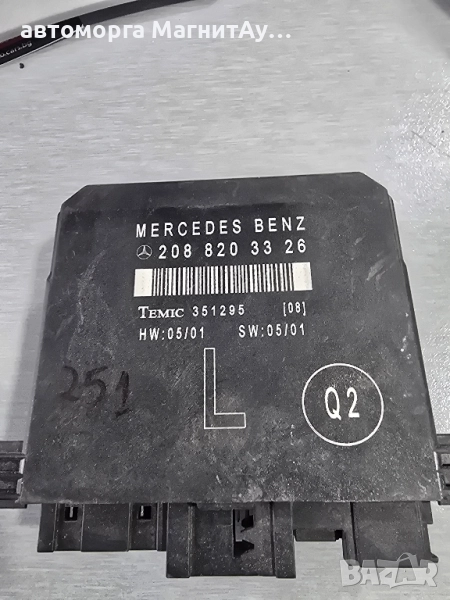 автоморга МагнитАу...
MERCEDES BENZ
208 820 33 26
TEMIC 351295 [08]
HW:05/01 SW:05/01
L
Q2
251
BAZAR